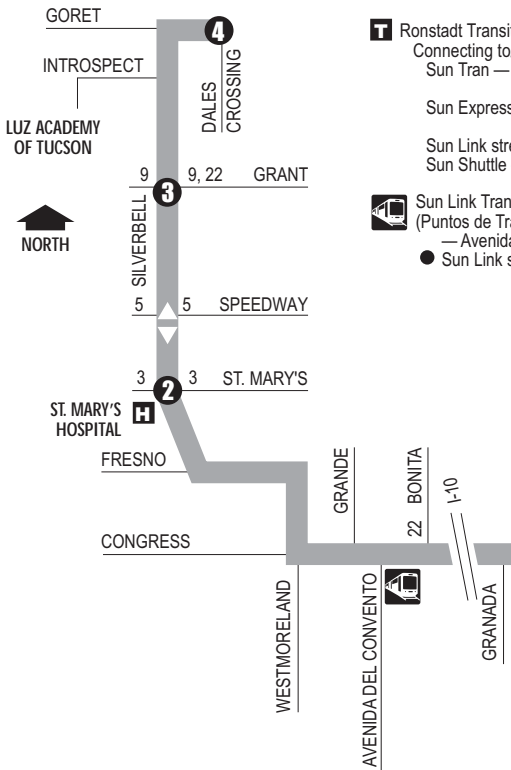 GORET
4
INTROSPECT
DALES
CROSSING
LUZ ACADEMY
OF TUCSON
9
3
9, 22
GRANT
NORTH
SILVERBELL
5
5
SPEEDWAY
3
2
3
ST. MARY'S
ST. MARY'S
HOSPITAL
H
FRESNO
GRANDE
22 BONITA
I-10
CONGRESS
WESTMORELAND
AVENIDA DEL CONVENTO
GRANADA
T Ronstadt Transi
Connecting to
Sun Tran —
Sun Express
Sun Link stre
Sun Shuttle
Sun Link Tran
(Puntos de Tra
— Avenida
Sun Link s